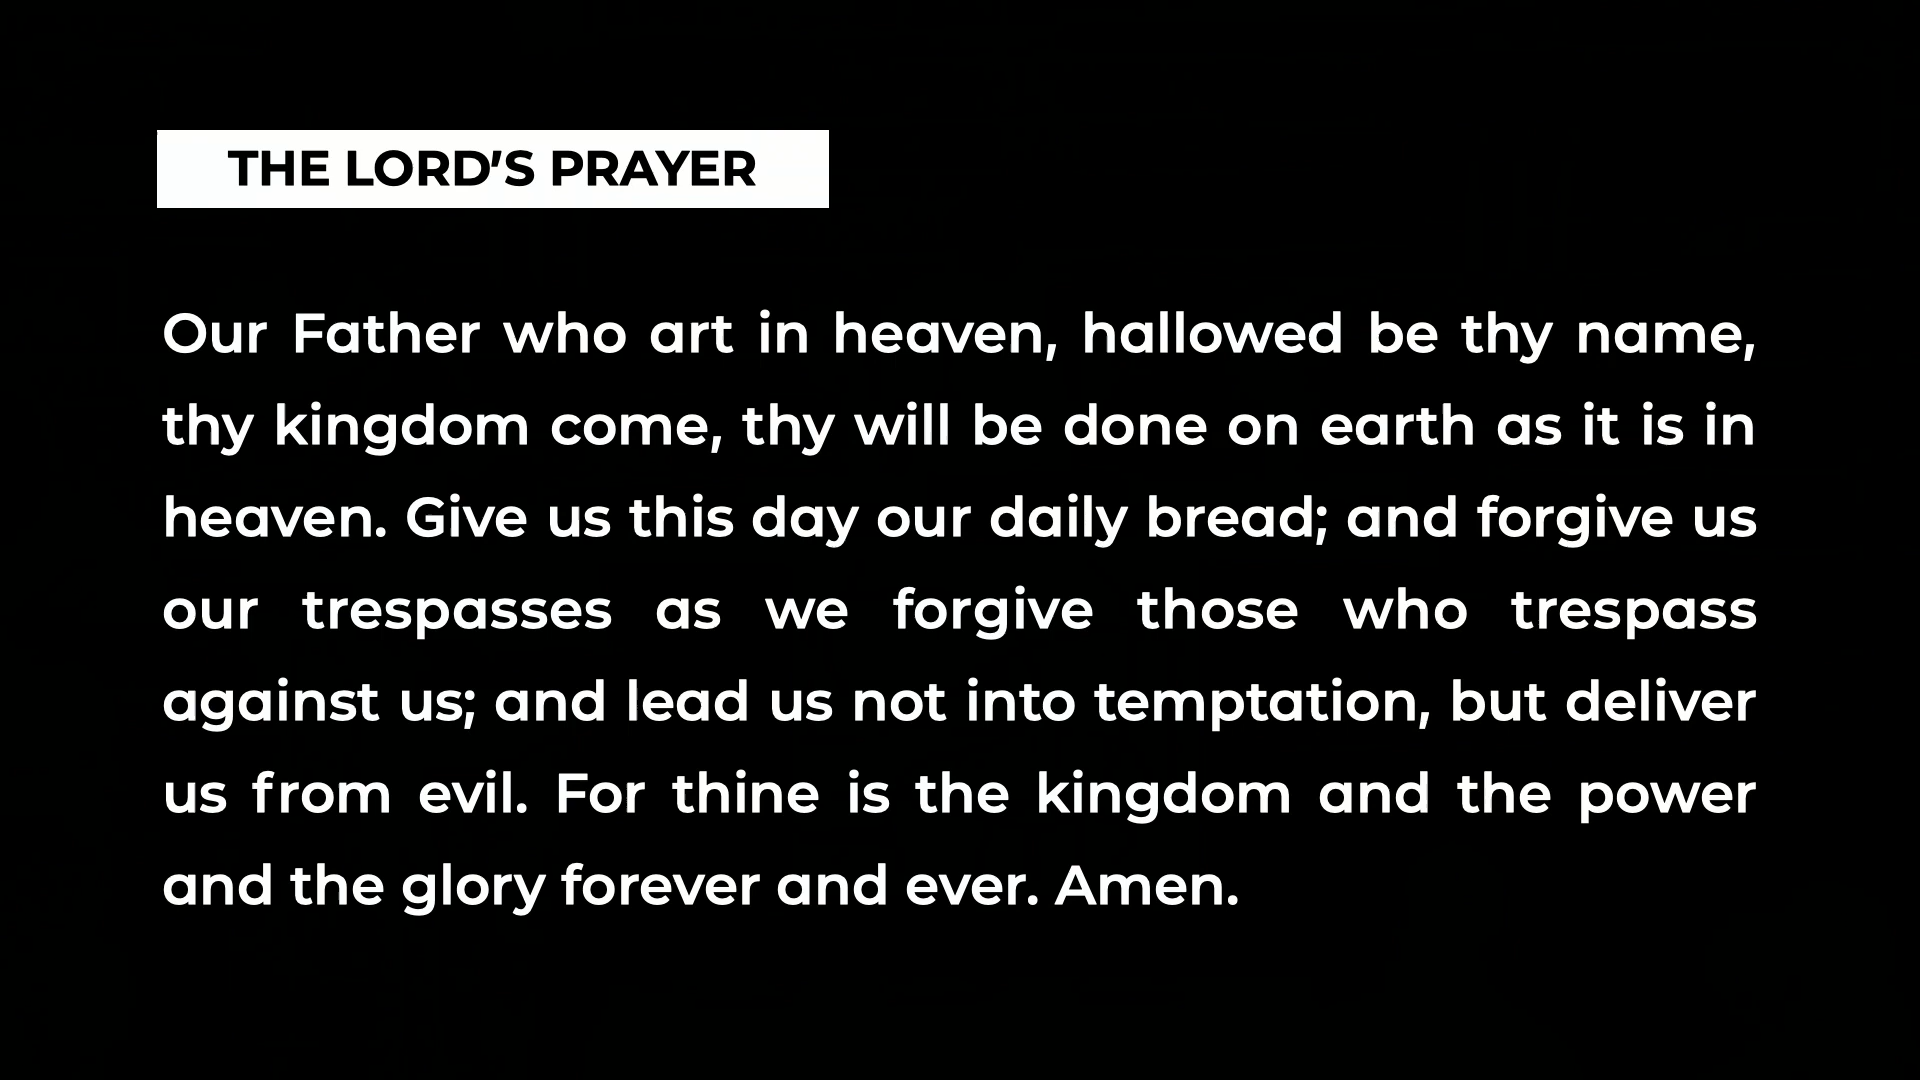 THE LORD'S PRAYER
Our Father who art in heaven, hallowed be thy name,
thy kingdom come, thy will be done on earth as it is in
heaven. Give us this day our daily bread; and forgive us
our trespasses as we forgive those who trespass
against us; and lead us not into temptation, but deliver
us from evil. For thine is the kingdom and the power
and the glory forever and ever. Amen.